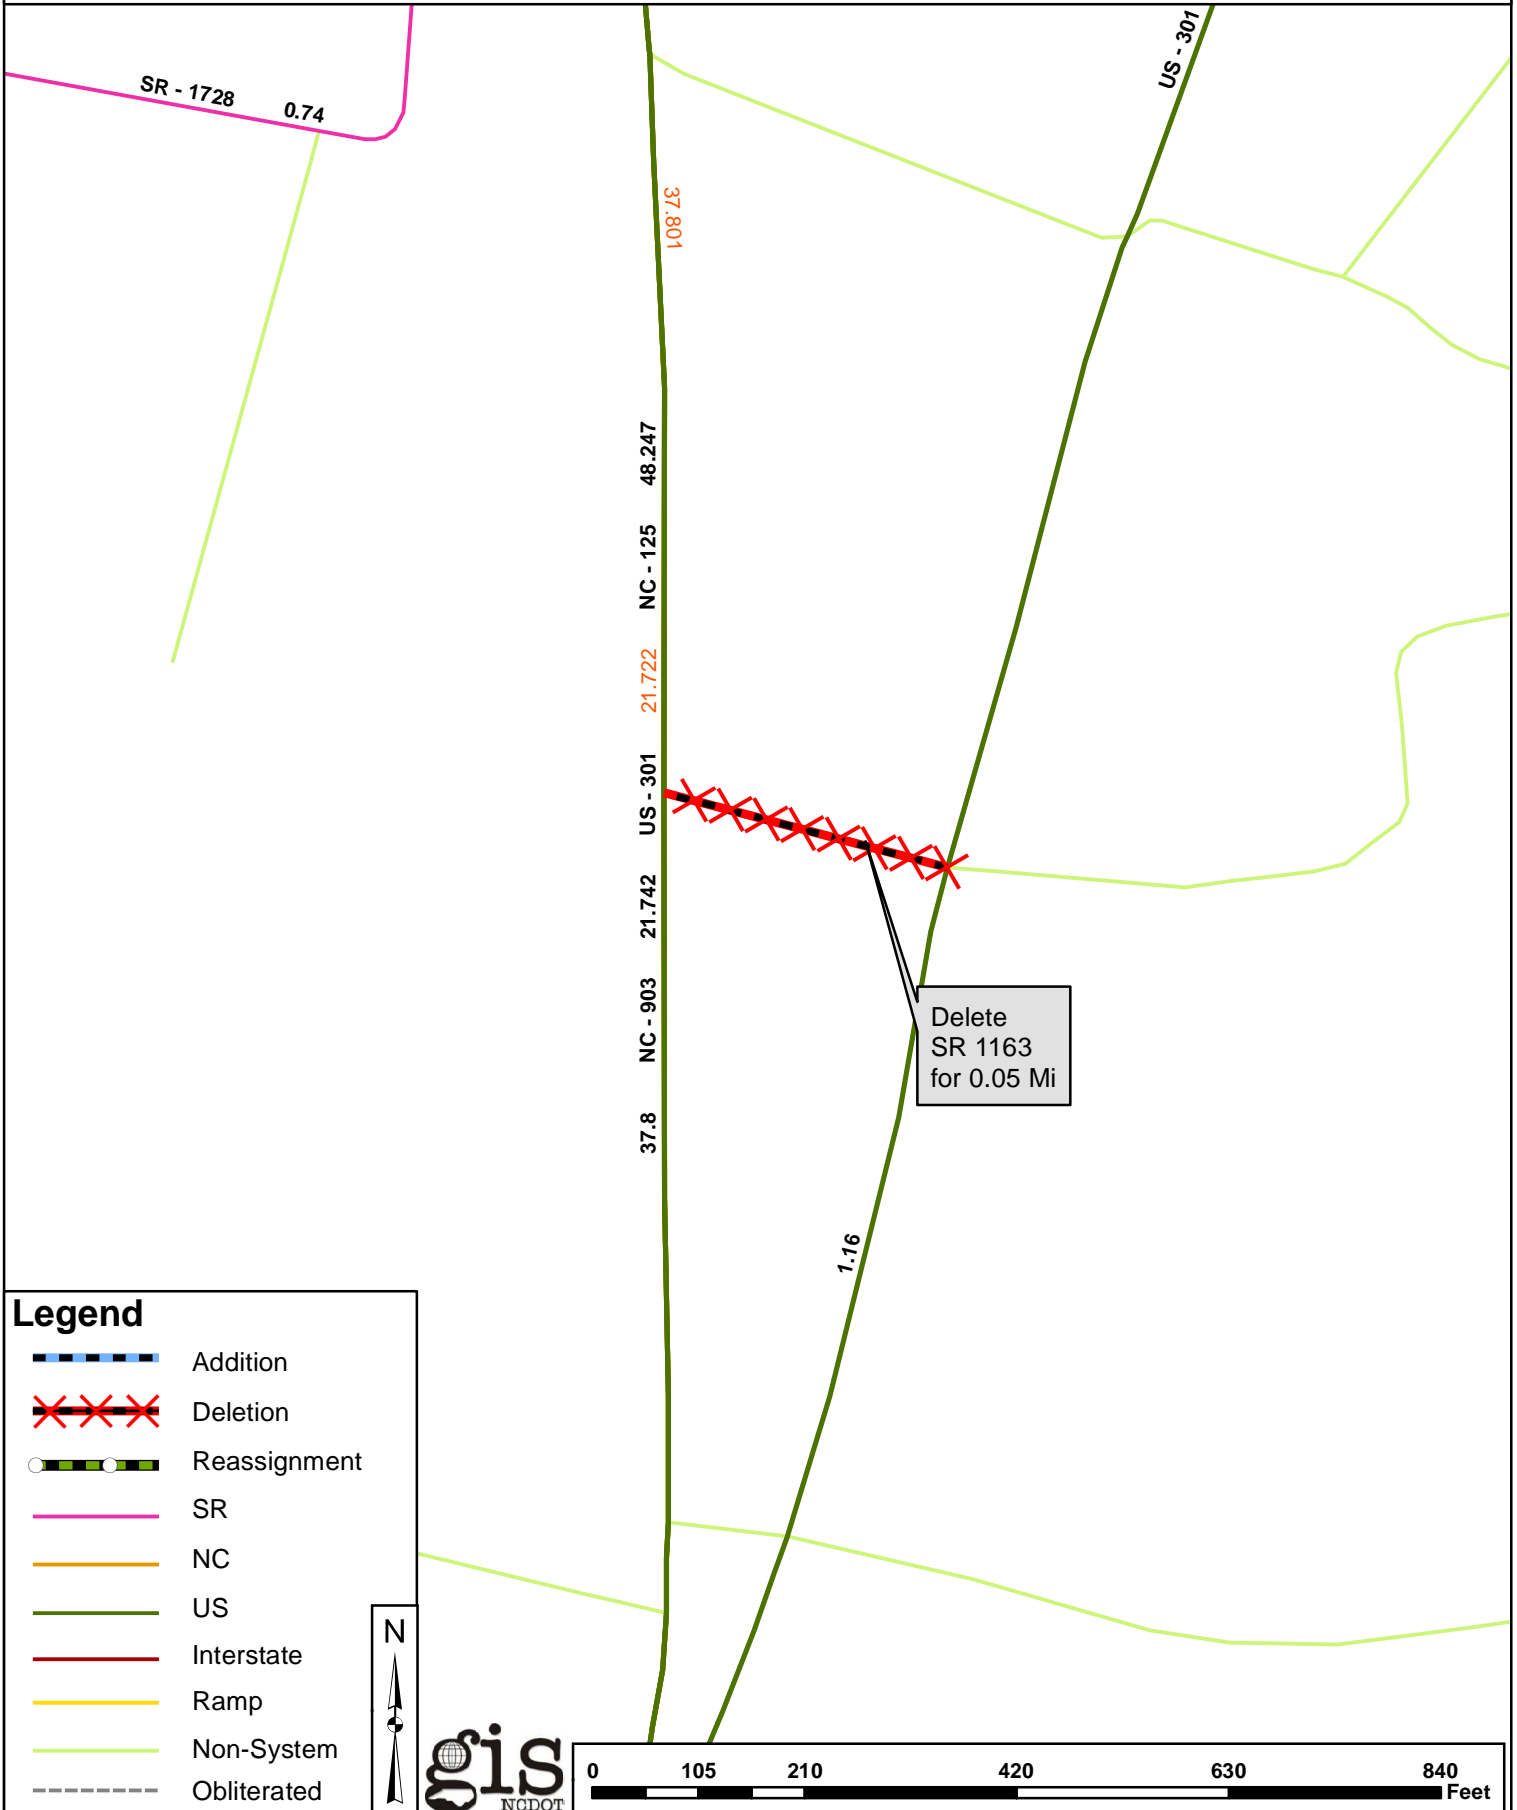 US - 301
SR - 1728 0.74
37.801
48.247
NC - 125
21.722
US - 301
21.742
NC - 903
37.8
Delete
SR 1163
for 0.05 Mi
1.16
Legend
Addition
Deletion
Reassignment
SR
NC
US
Interstate
Ramp
Non-System
Obliterated
N
gis
NCDOT
0 105 210 420 630 840
Feet